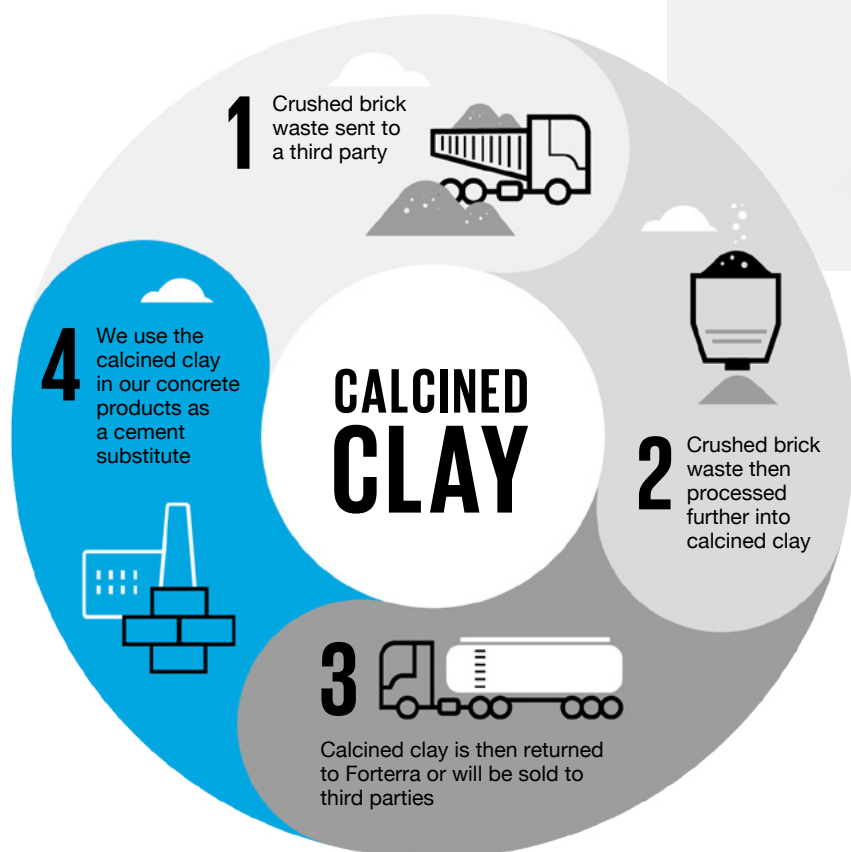 1
Crushed brick
waste sent to
a third party
2
Crushed brick
waste then
processed
further into
calcined clay
3
Calcined clay is then returned
to Forterra or will be sold to
third parties
4
We use the
calcined clay
in our concrete
products as
a cement
substitute
CALCINED
CLAY